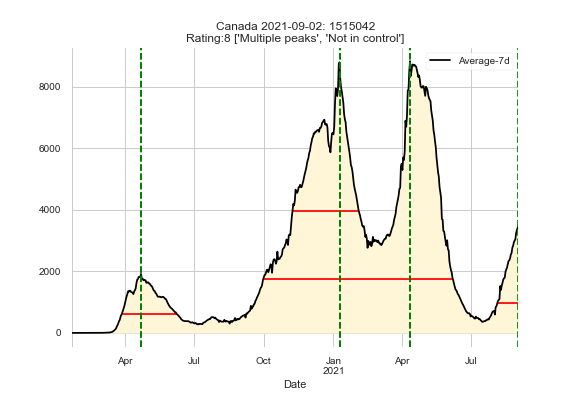 Canada 2021-09-02: 1515042
Rating:8 ['Multiple peaks', 'Not in control']
Average-7d
8000
6000
4000
2000
0
Apr
Jul
Oct
Jan
2021
Apr
Jul
Date